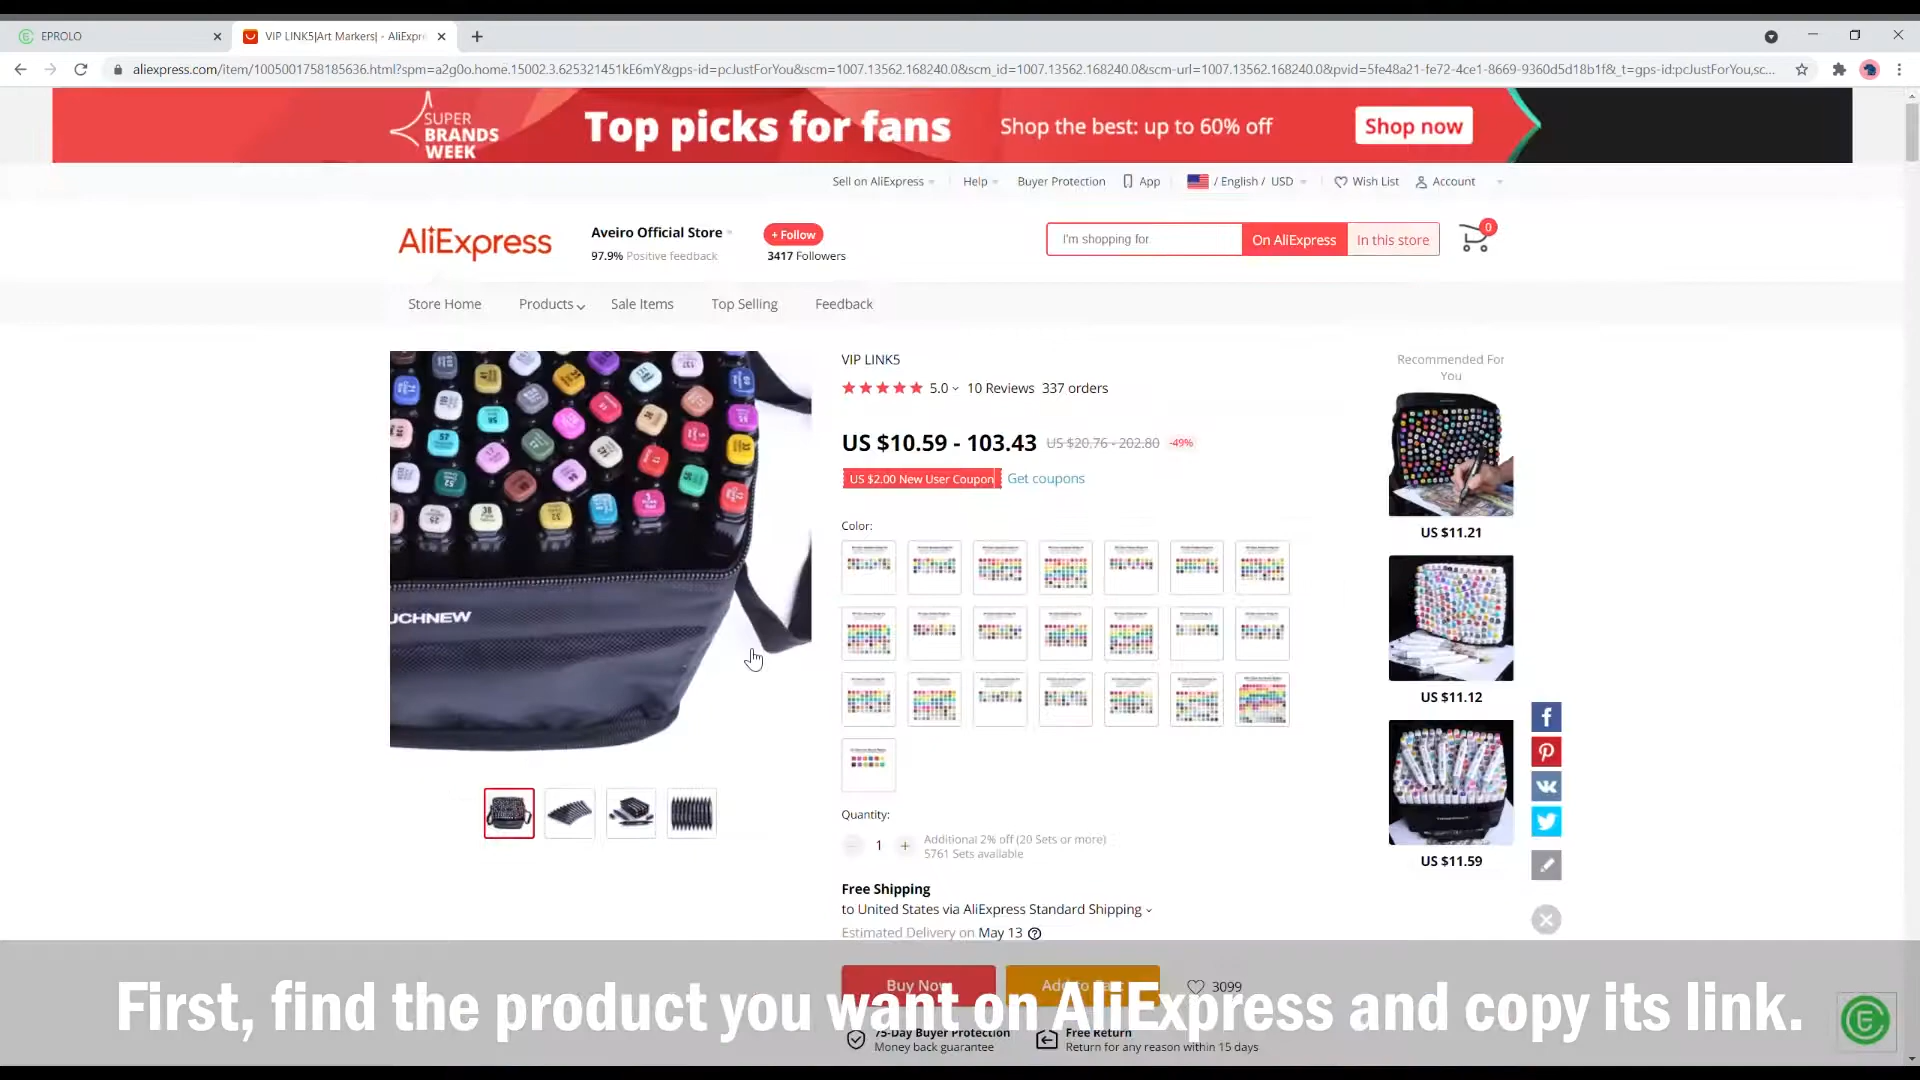 EPROLO
VIP LINK5|Art Markers| - AliExpr
aliexpress.com/item/1005001758185636.html?spm=a2g0o.home.15002.3.625321451kE6mY&gps-id=pcJustForYou&scm=1007.13562.168240.0&scm_id=1007.13562.168240.0&scm-url=1007.13562.168240.0&pvid=5fe48a21-fe72-4ce1-8669-9360d5d18b1f&_t=gps-id:pcJustForYou,sc...
SUPER
BRANDS
WEEK
Top picks for fans
Shop the best: up to 60% off
Shop now
Sell on AliExpress
Help
Buyer Protection
App
/ English / USD
Wish List
Account
AliExpress
Aveiro Official Store
97.9% Positive feedback
+ Follow
3417 Followers
I'm shopping for
On AliExpress
In this store
0
Store Home
Products
Sale Items
Top Selling
Feedback
UCHNEW
VIP LINK5
5.0
10 Reviews
337 orders
US $10.59 - 103.43
US $20.76 - 202.80
-49%
US $2.00 New User Coupon
Get coupons
Color:
Quantity:
1
+
Additional 2% off (20 Sets or more)
5761 Sets available
Free Shipping
to United States via AliExpress Standard Shipping
Estimated Delivery on May 13
Buy Now
3099
75-Day Buyer Protection
Money back guarantee
Free Return
Return for any reason within 15 days
Recommended For
You
US $11.21
US $11.12
US $11.59
First, find the product you want on AliExpress and copy its link.